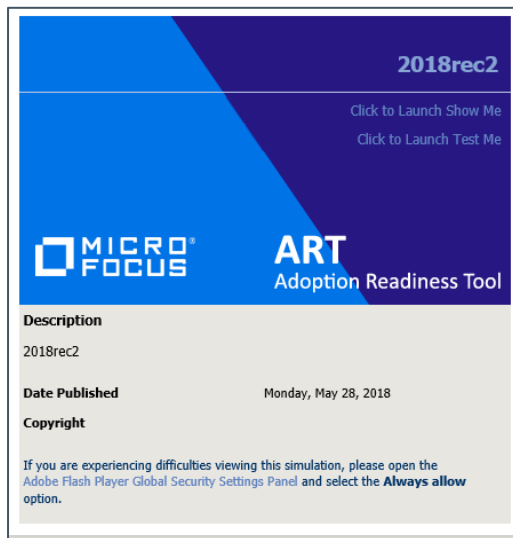 2018rec2
Click to Launch Show Me
Click to Launch Test Me
MICRO®
FOCUS
ART
Adoption Readiness Tool
Description
2018rec2
Date Published Monday, May 28, 2018
Copyright
If you are experiencing difficulties viewing this simulation, please open the
Adobe Flash Player Global Security Settings Panel and select the Always allow
option.